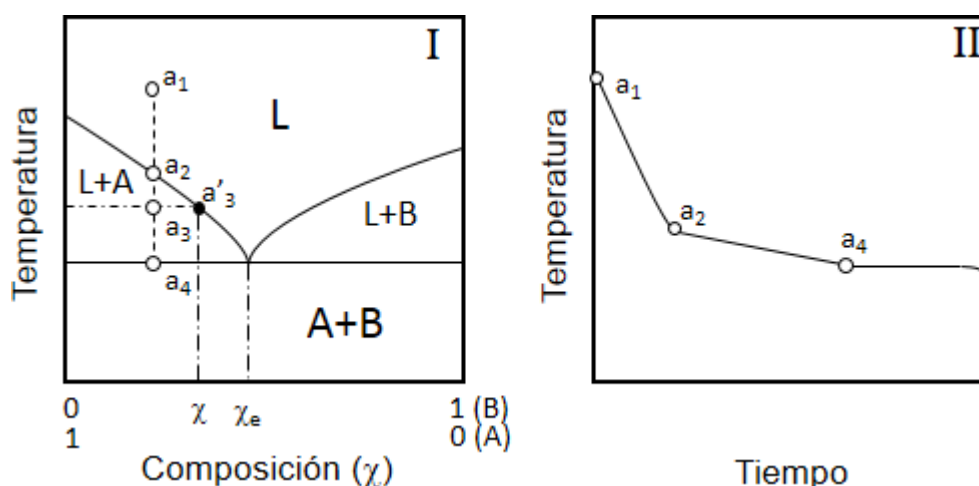 I
Temperatura
a₁
L
a₂
L+A
a′₃
a₃
L+B
a₄
A+B
0 χ χₑ 1 (B)
1 0 (A)
Composición (χ)
II
Temperatura
a₁
a₂
a₄
Tiempo